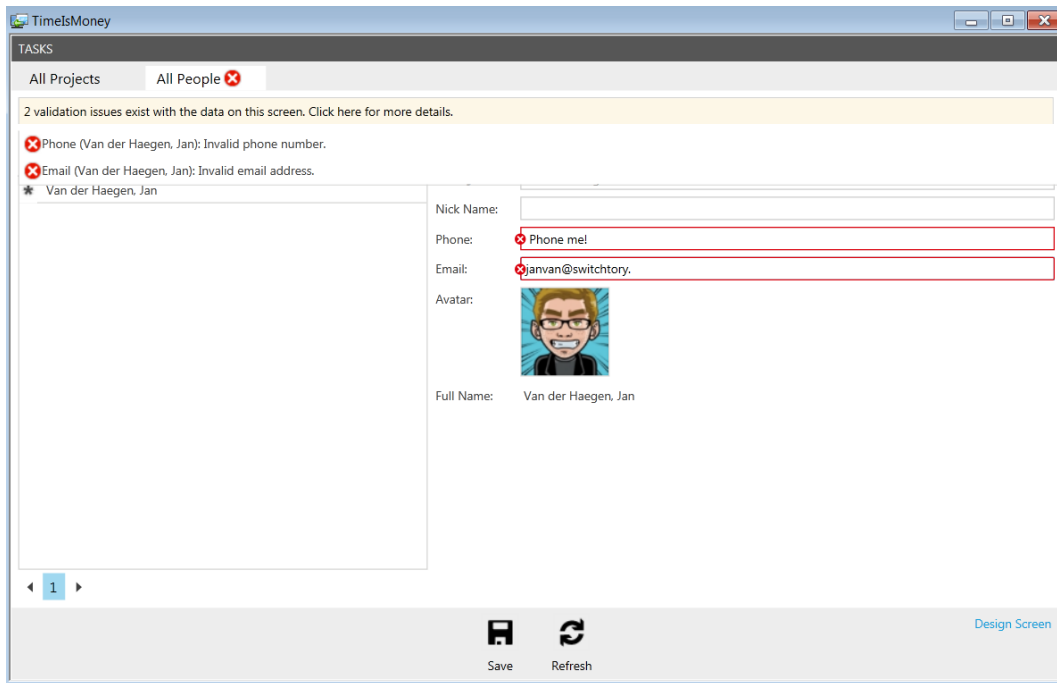 TimeIsMoney
TASKS
All Projects
All People
2 validation issues exist with the data on this screen. Click here for more details.
Phone (Van der Haegen, Jan): Invalid phone number.
Email (Van der Haegen, Jan): Invalid email address.
* Van der Haegen, Jan
Nick Name:
Phone: Phone me!
Email: janvan@switchtory.
Avatar:
Full Name: Van der Haegen, Jan
1
Save
Refresh
Design Screen